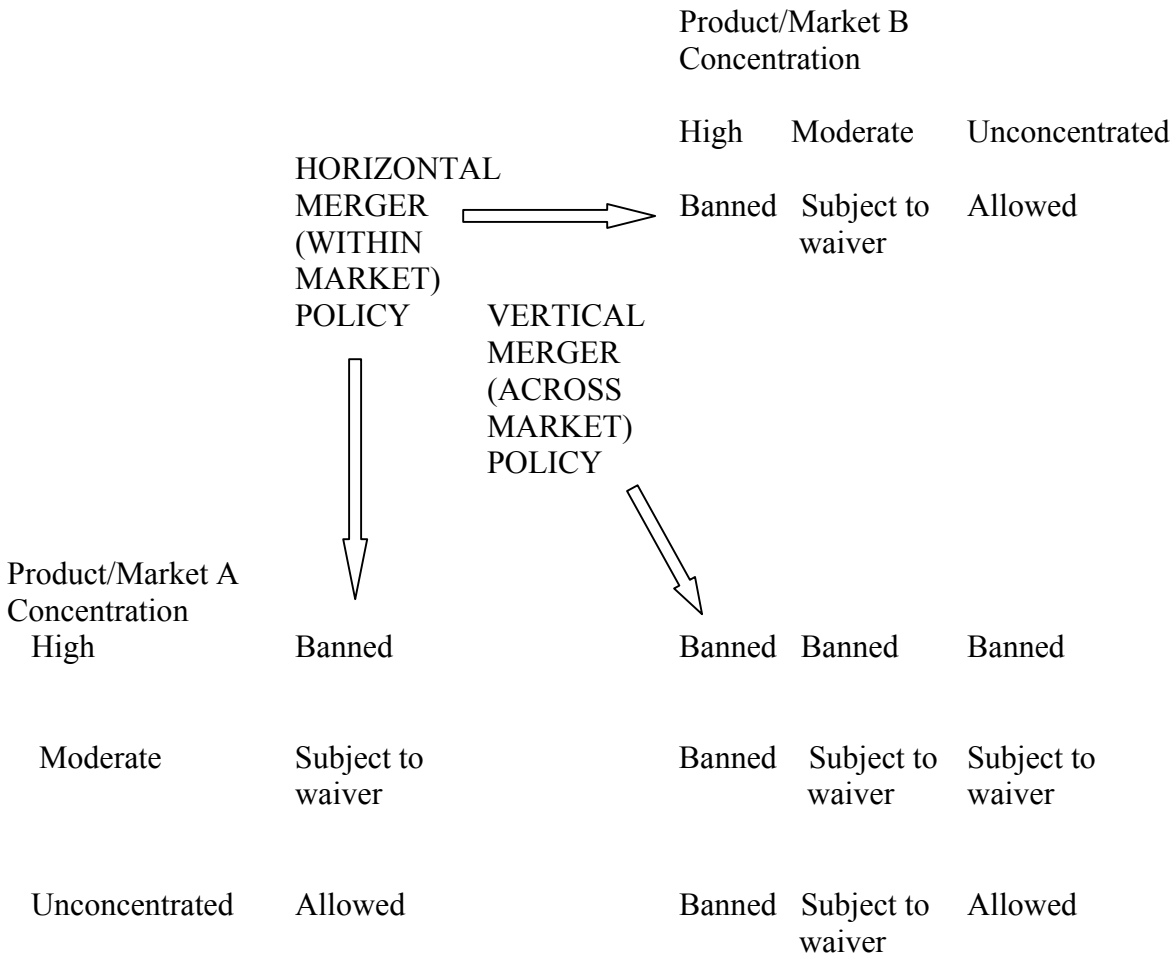 Product/Market B
Concentration
High Moderate Unconcentrated
HORIZONTAL
MERGER
(WITHIN
MARKET)
POLICY
Banned Subject to Allowed
waiver
VERTICAL
MERGER
(ACROSS
MARKET)
POLICY
Product/Market A
Concentration
High Banned Banned Banned Banned
Moderate Subject to Banned Subject to Subject to
waiver waiver waiver
Unconcentrated Allowed Banned Subject to Allowed
waiver